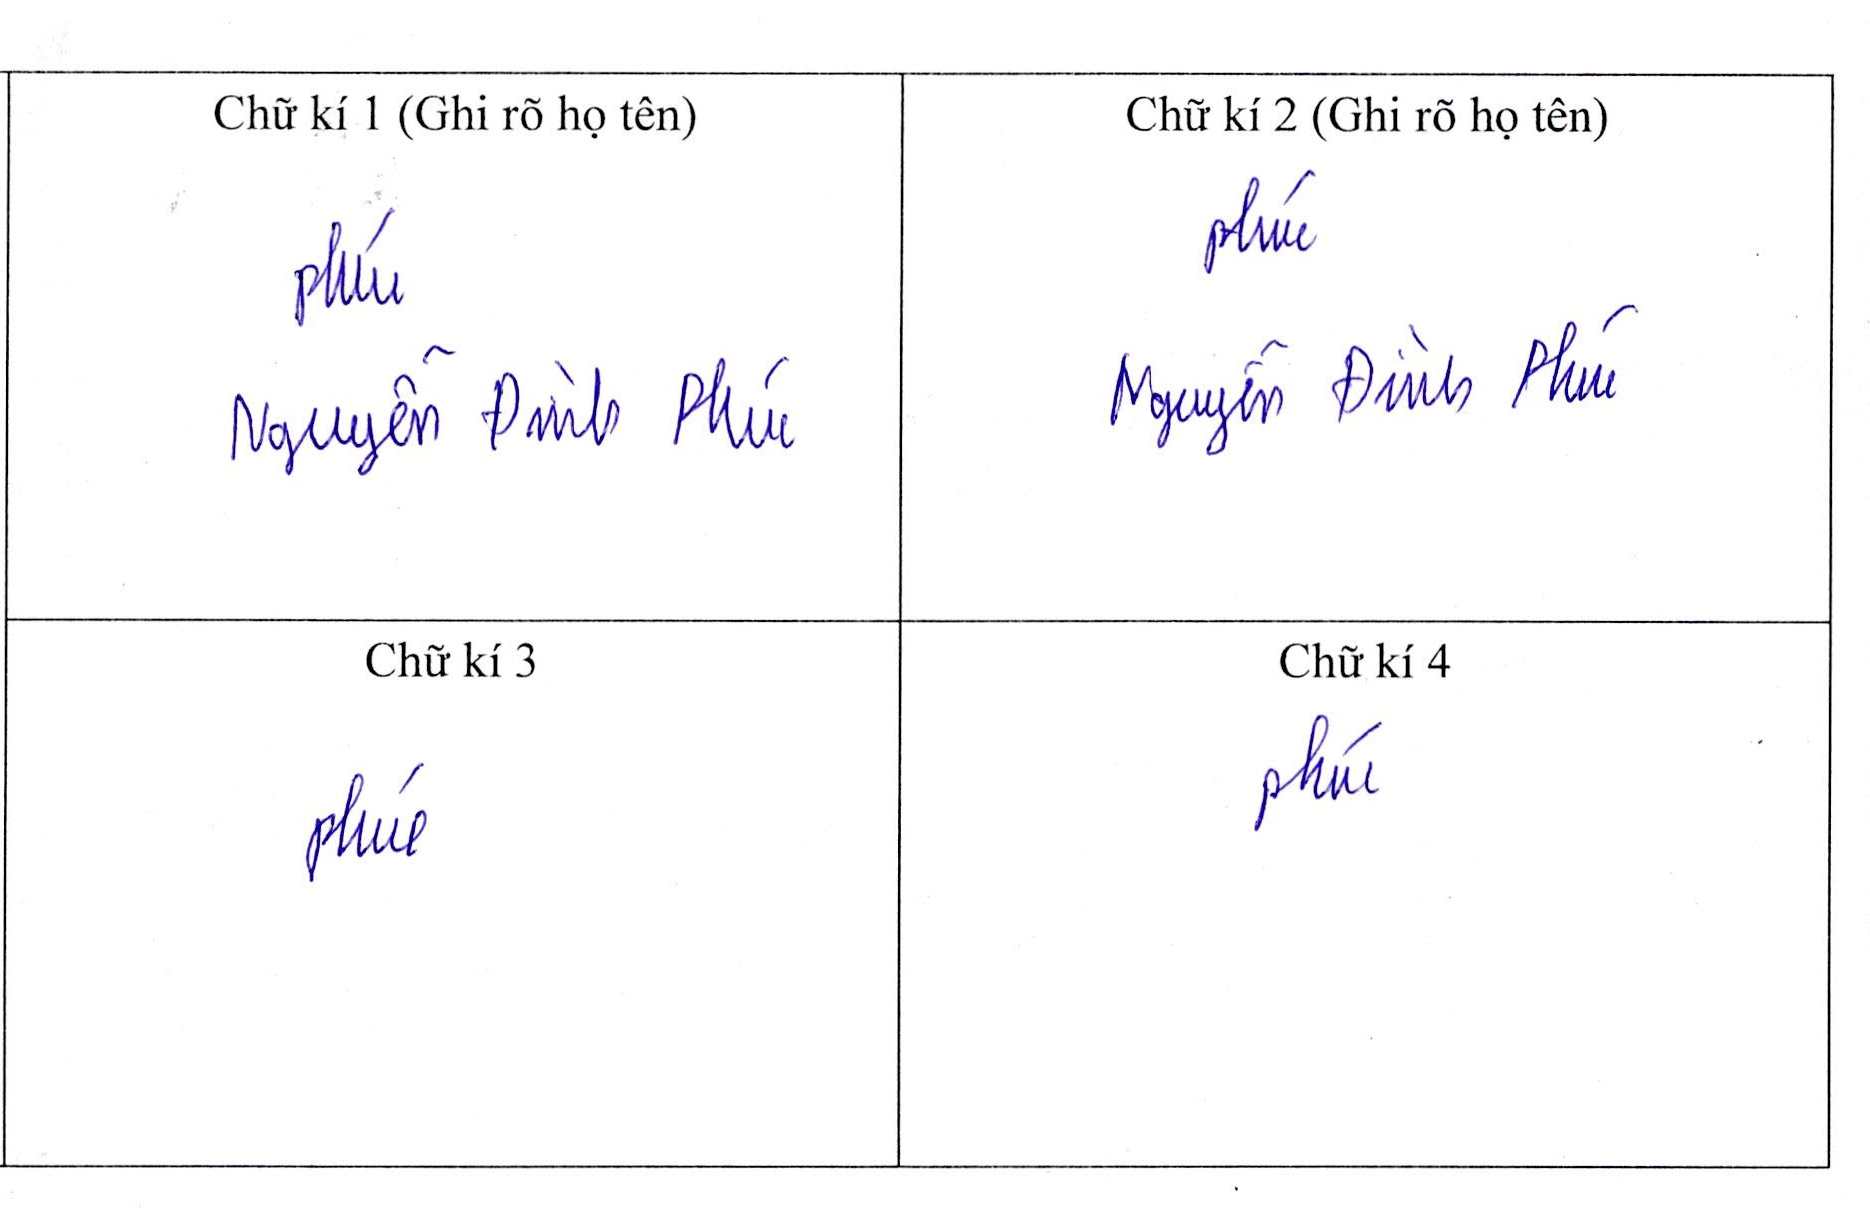 Chữ kí 1 (Ghi rõ họ tên)
phúc
Nguyễn Đình Phúc
Chữ kí 2 (Ghi rõ họ tên)
phúc
Nguyễn Đình Phúc
Chữ kí 3
phúc
Chữ kí 4
phúc